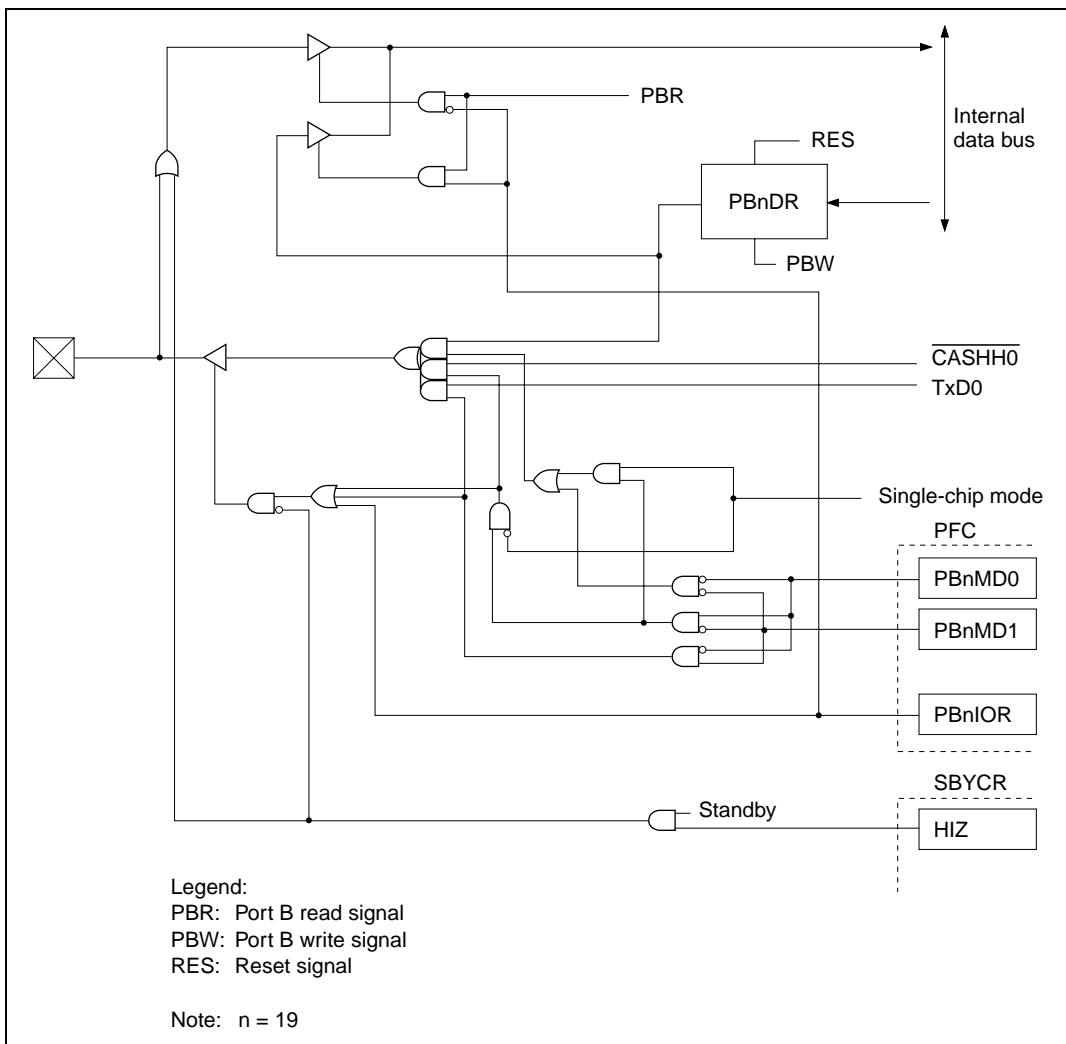 PBR
Internal
data bus
RES
PBnDR
PBW
CASHH0
TxD0
Single-chip mode
PFC
PBnMD0
PBnMD1
PBnIOR
SBYCR
Standby
HIZ
Legend:
PBR: Port B read signal
PBW: Port B write signal
RES: Reset signal
Note: n = 19